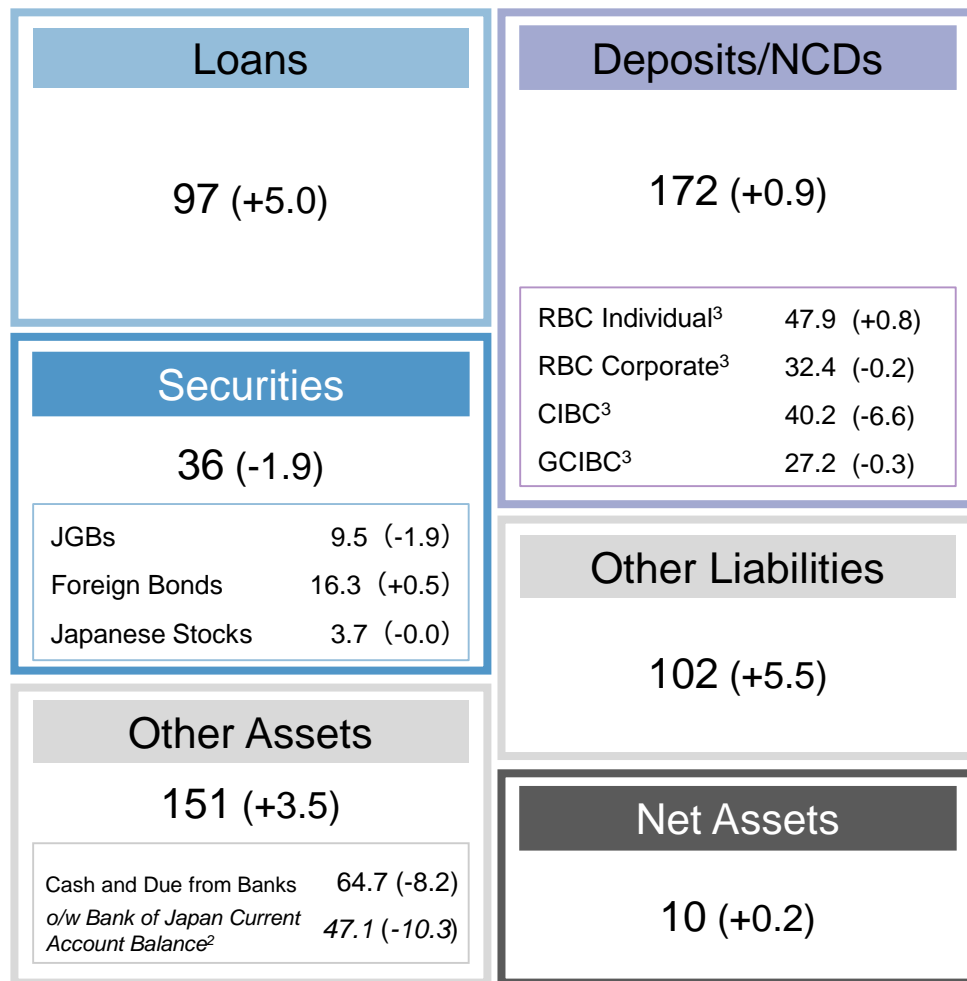 Loans
97 (+5.0)
Securities
36 (-1.9)
JGBs 9.5 (-1.9)
Foreign Bonds 16.3 (+0.5)
Japanese Stocks 3.7 (-0.0)
Other Assets
151 (+3.5)
Cash and Due from Banks 64.7 (-8.2)
o/w Bank of Japan Current
Account Balance² 47.1 (-10.3)
Deposits/NCDs
172 (+0.9)
RBC Individual³ 47.9 (+0.8)
RBC Corporate³ 32.4 (-0.2)
CIBC³ 40.2 (-6.6)
GCIBC³ 27.2 (-0.3)
Other Liabilities
102 (+5.5)
Net Assets
10 (+0.2)